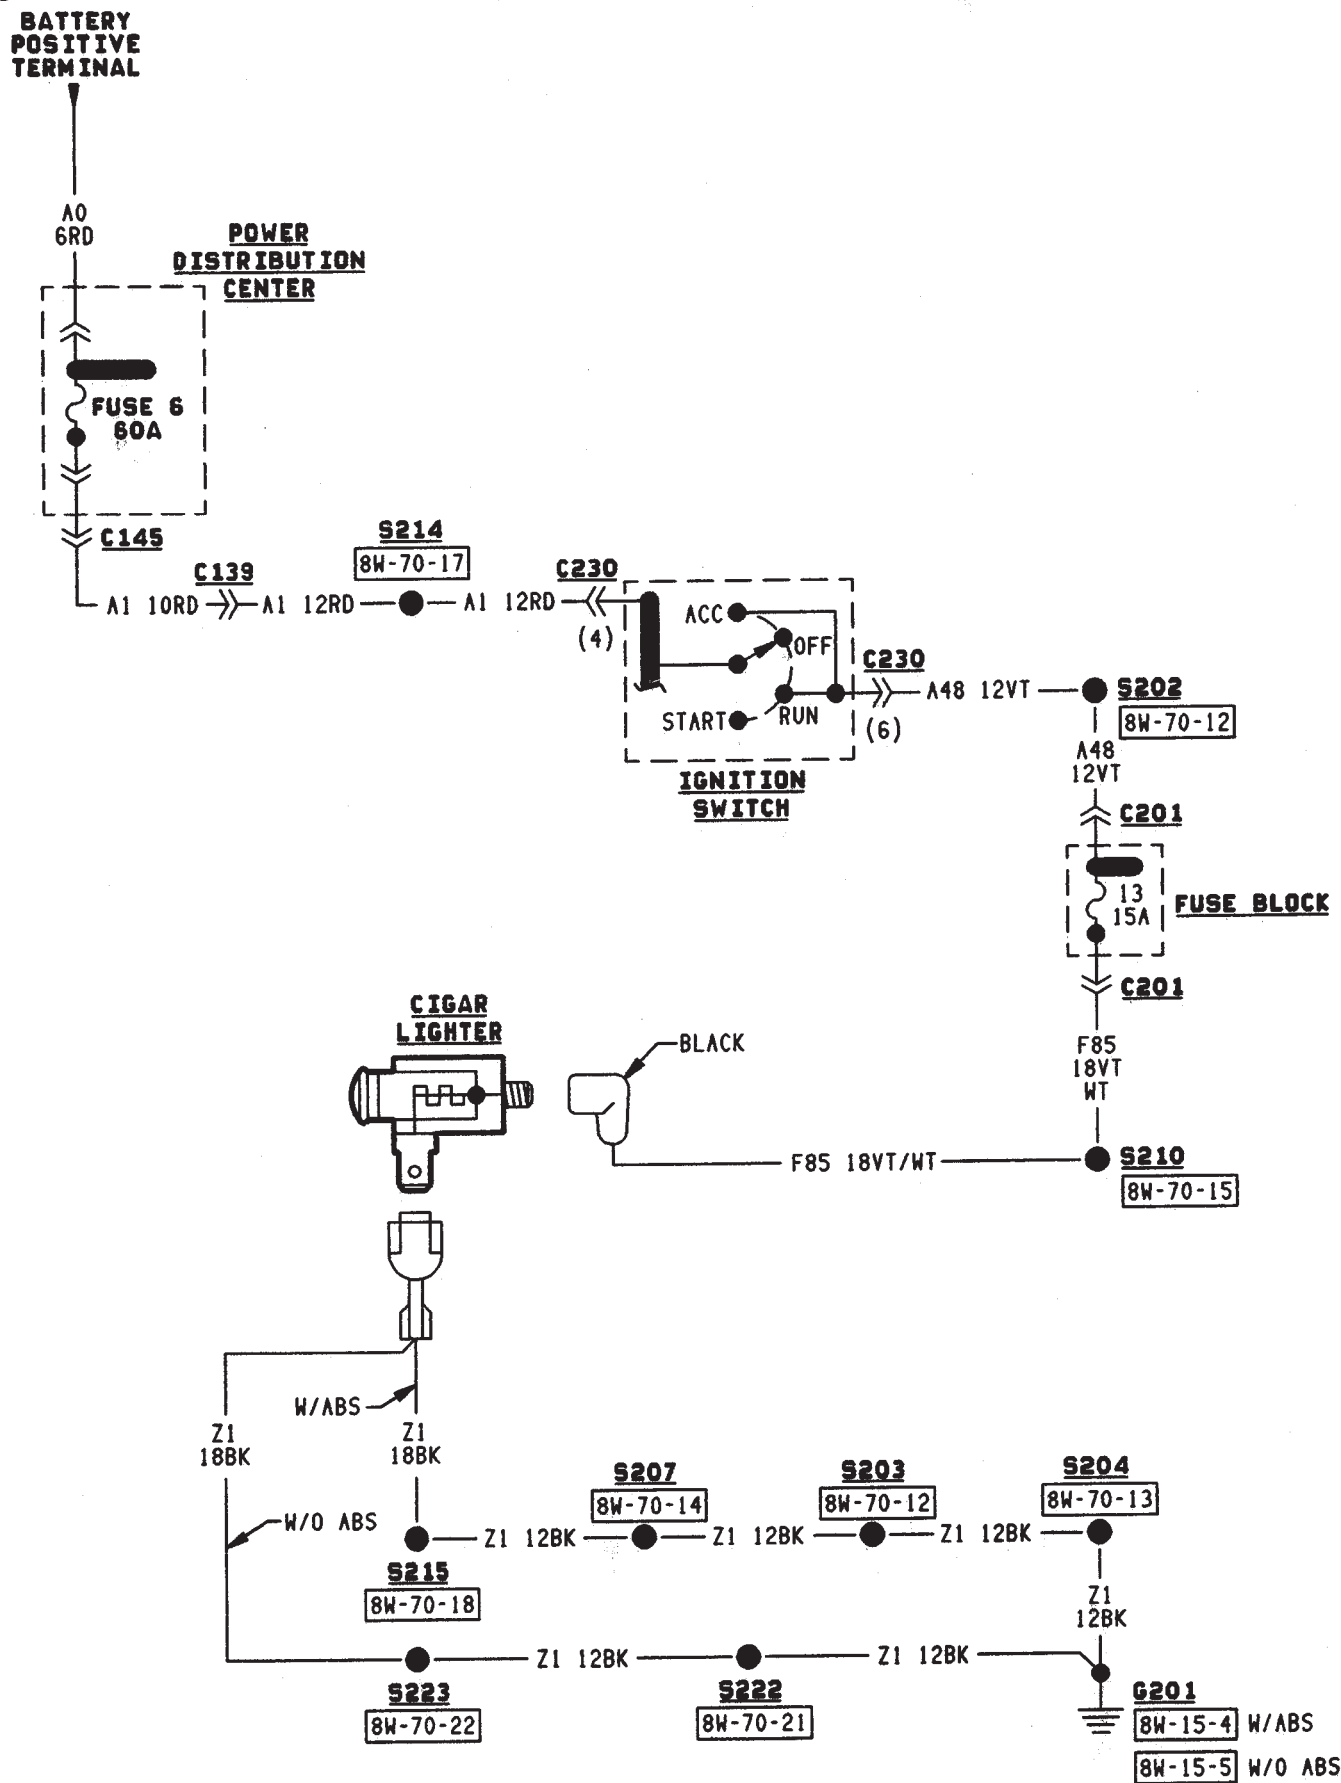 BATTERY
POSITIVE
TERMINAL
A0
6RD
POWER
DISTRIBUTION
CENTER
FUSE 6
60A
C145
S214
8W-70-17
C139
C230
A1 10RD
A1 12RD
A1 12RD
(4)
ACC
OFF
START
RUN
C230
(6)
A48 12VT
S202
8W-70-12
IGNITION
SWITCH
A48
12VT
C201
13
15A
FUSE BLOCK
C201
F85
18VT
WT
CIGAR
LIGHTER
BLACK
F85 18VT/WT
S210
8W-70-15
W/ABS
Z1
18BK
Z1
18BK
W/O ABS
S207
8W-70-14
S203
8W-70-12
S204
8W-70-13
Z1 12BK
Z1 12BK
Z1 12BK
S215
8W-70-18
Z1
12BK
Z1 12BK
Z1 12BK
S223
8W-70-22
S222
8W-70-21
G201
8W-15-4 W/ABS
8W-15-5 W/O ABS